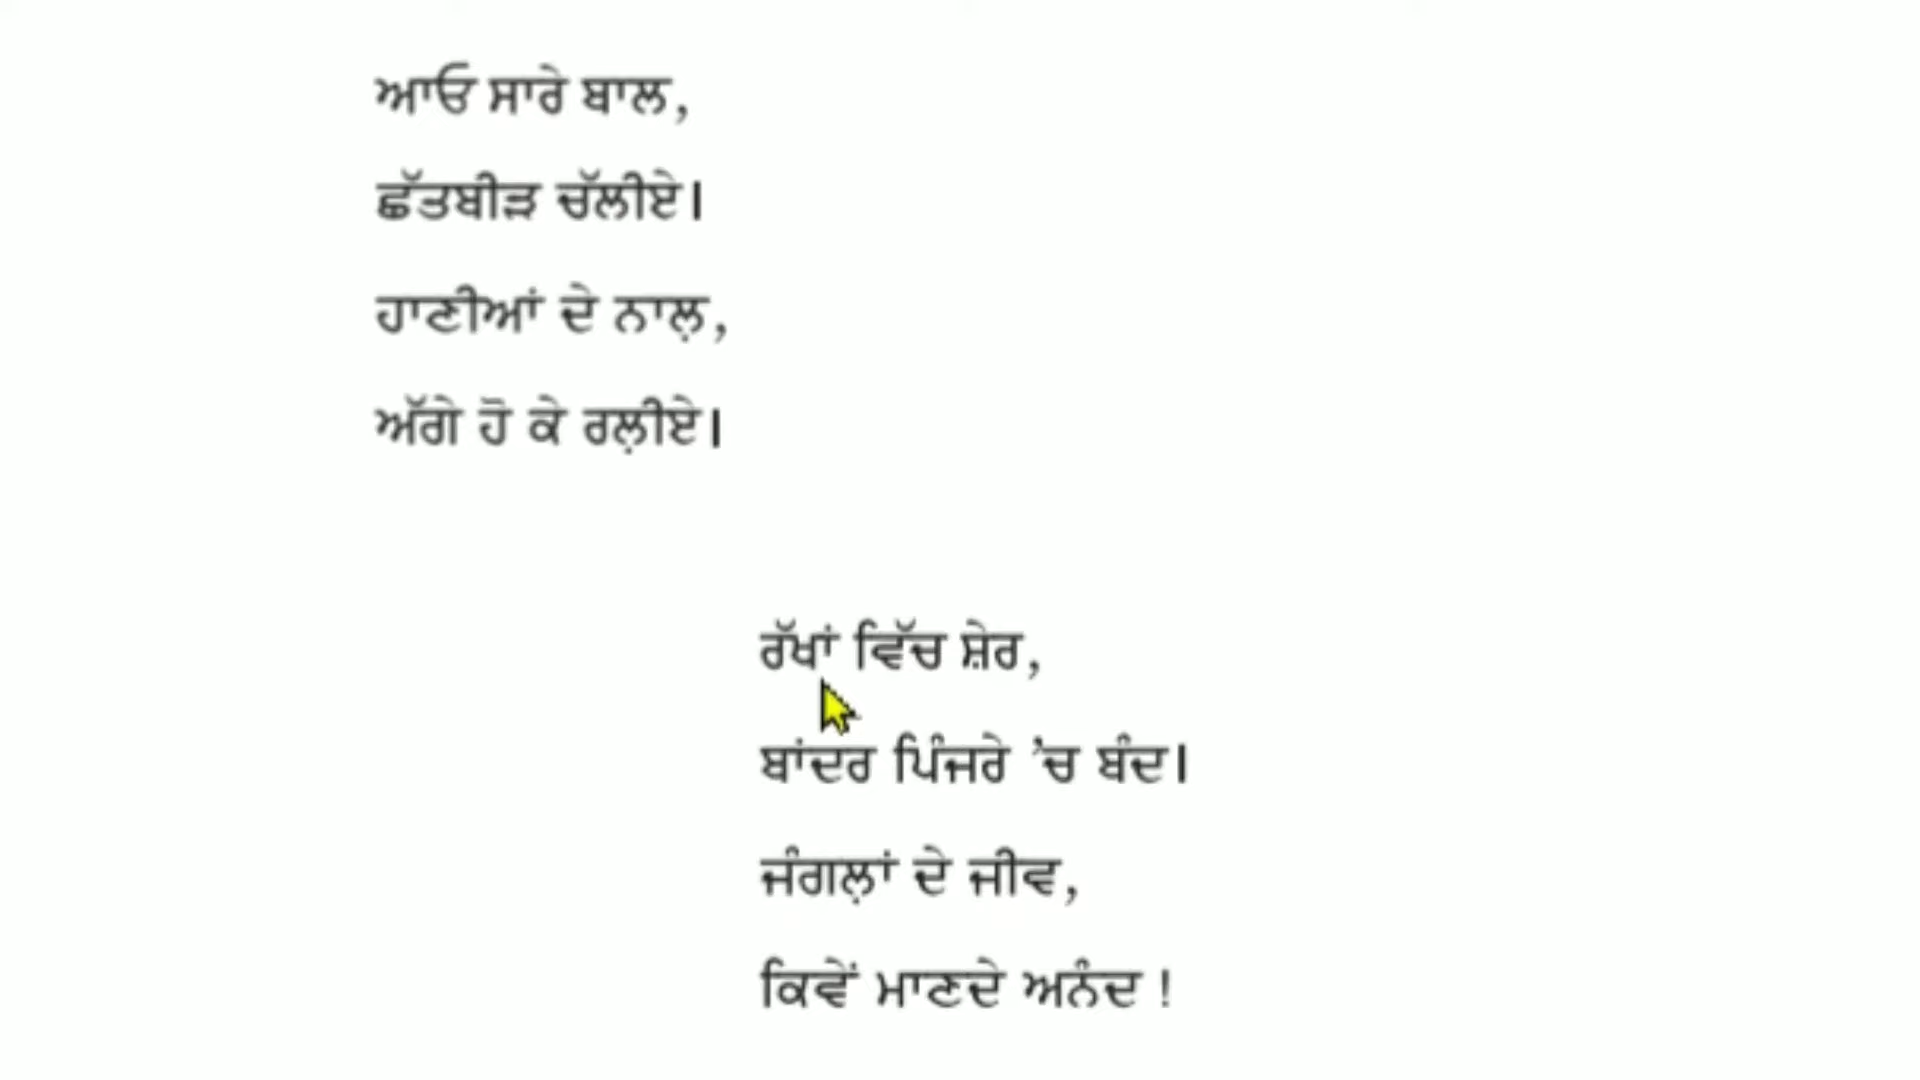 ਆਓ ਸਾਰੇ ਬਾਲ,
ਛੱਤਬੀੜ ਚੱਲੀਏ।
ਹਾਣੀਆਂ ਦੇ ਨਾਲ਼,
ਅੱਗੇ ਹੋ ਕੇ ਰਲ਼ੀਏ।
ਰੱਖਾਂ ਵਿੱਚ ਸ਼ੇਰ,
ਬਾਂਦਰ ਪਿੰਜਰੇ ’ਚ ਬੰਦ।
ਜੰਗਲ਼ਾਂ ਦੇ ਜੀਵ,
ਕਿਵੇਂ ਮਾਣਦੇ ਅਨੰਦ !